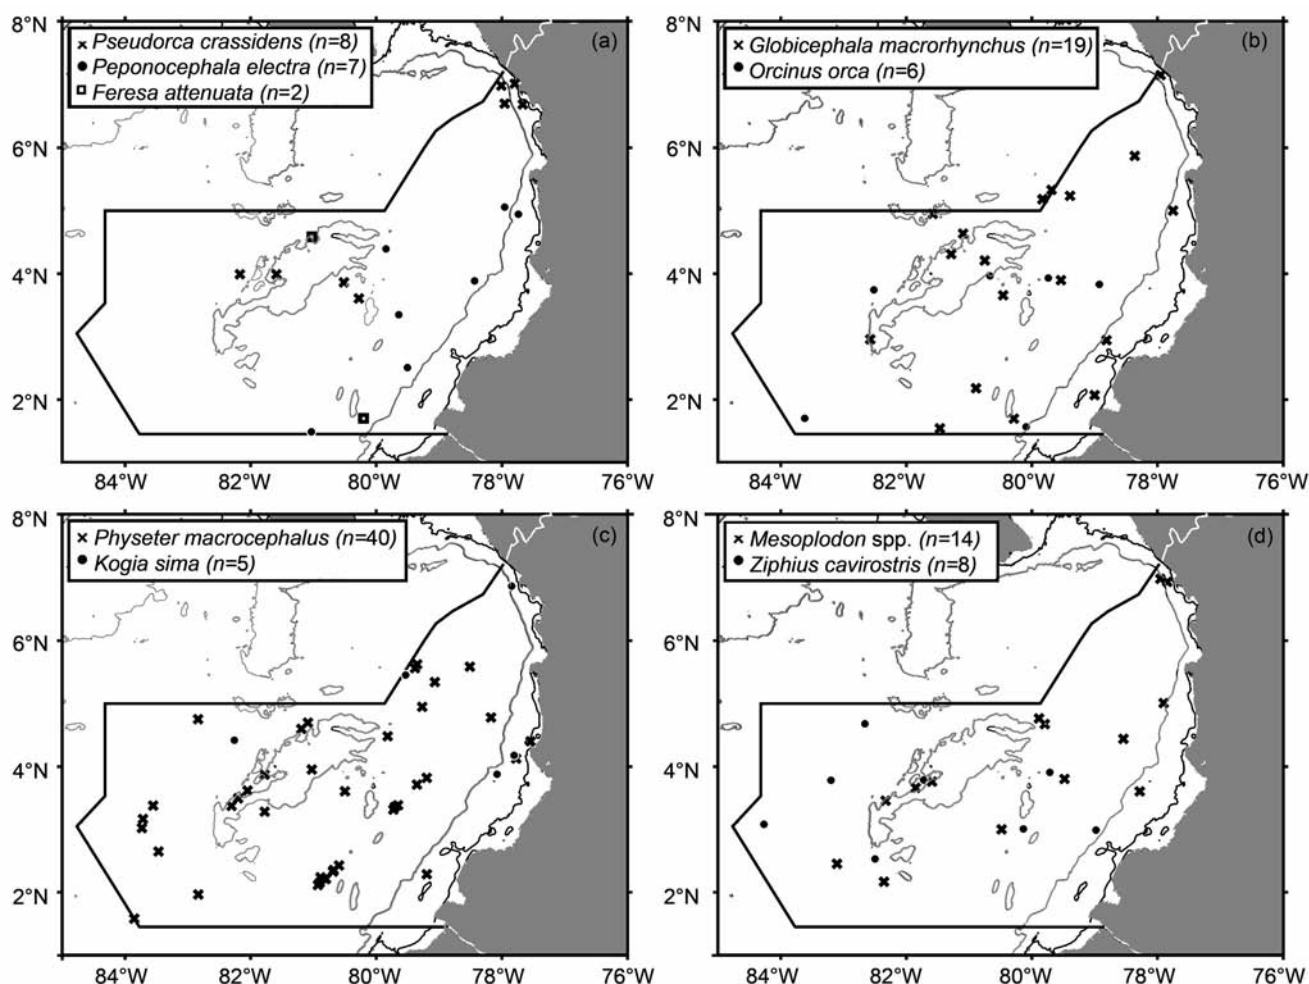 8°N
6°N
4°N
2°N
Pseudorca crassidens (n=8)
Peponocephala electra (n=7)
Feresa attenuata (n=2)
(a)
84°W 82°W 80°W 78°W 76°W
8°N
6°N
4°N
2°N
Globicephala macrorhynchus (n=19)
Orcinus orca (n=6)
(b)
84°W 82°W 80°W 78°W 76°W
8°N
6°N
4°N
2°N
Physeter macrocephalus (n=40)
Kogia sima (n=5)
(c)
84°W 82°W 80°W 78°W 76°W
8°N
6°N
4°N
2°N
Mesoplodon spp. (n=14)
Ziphius cavirostris (n=8)
(d)
84°W 82°W 80°W 78°W 76°W